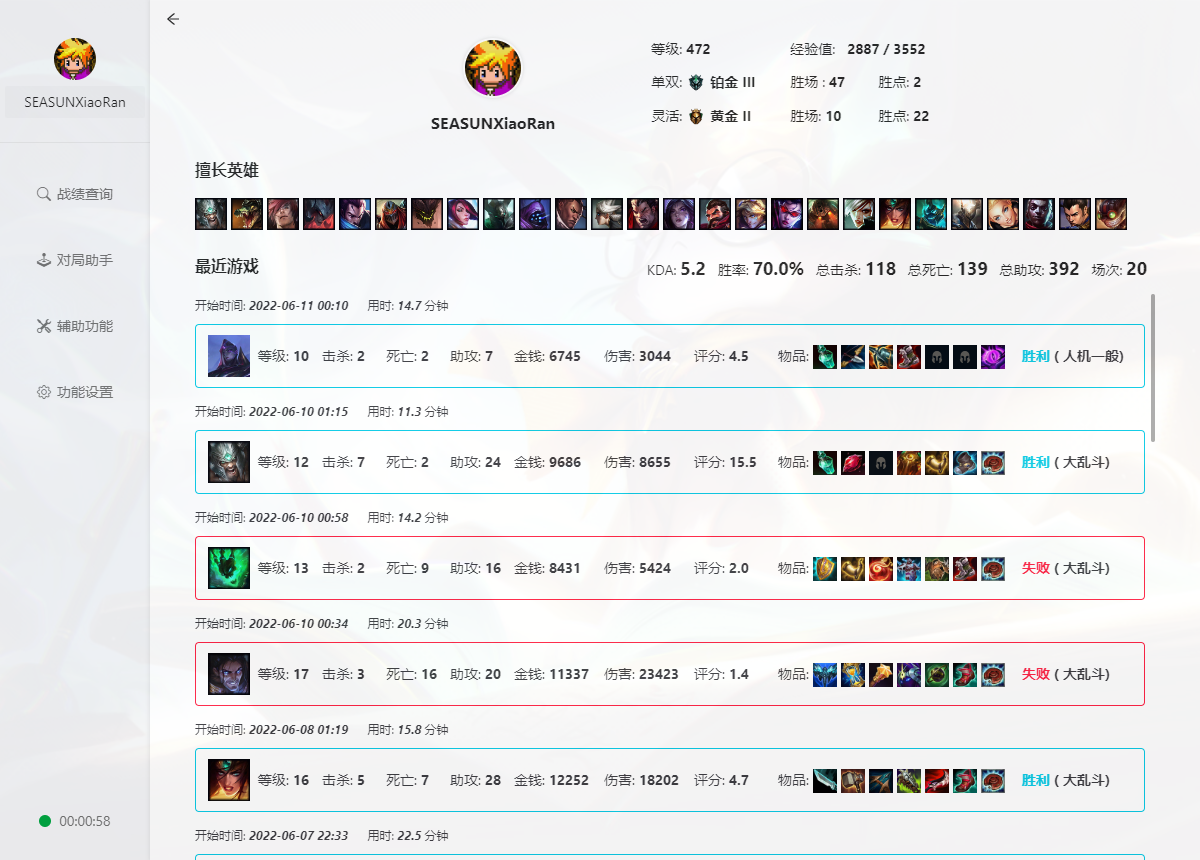 SEASUNXiaoRan
战绩查询
对局助手
辅助功能
功能设置
00:00:58
SEASUNXiaoRan
等级: 472 经验值: 2887 / 3552
单双: 铂金 III 胜场 : 47 胜点: 2
灵活: 黄金 II 胜场: 10 胜点: 22
擅长英雄
最近游戏 KDA: 5.2 胜率: 70.0% 总击杀: 118 总死亡: 139 总助攻: 392 场次: 20
开始时间: 2022-06-11 00:10 用时: 14.7 分钟
等级: 10 击杀: 2 死亡: 2 助攻: 7 金钱: 6745 伤害: 3044 评分: 4.5 物品: 胜利 ( 人机一般)
开始时间: 2022-06-10 01:15 用时: 11.3 分钟
等级: 12 击杀: 7 死亡: 2 助攻: 24 金钱: 9686 伤害: 8655 评分: 15.5 物品: 胜利 ( 大乱斗)
开始时间: 2022-06-10 00:58 用时: 14.2 分钟
等级: 13 击杀: 2 死亡: 9 助攻: 16 金钱: 8431 伤害: 5424 评分: 2.0 物品: 失败 ( 大乱斗)
开始时间: 2022-06-10 00:34 用时: 20.3 分钟
等级: 17 击杀: 3 死亡: 16 助攻: 20 金钱: 11337 伤害: 23423 评分: 1.4 物品: 失败 ( 大乱斗)
开始时间: 2022-06-08 01:19 用时: 15.8 分钟
等级: 16 击杀: 5 死亡: 7 助攻: 28 金钱: 12252 伤害: 18202 评分: 4.7 物品: 胜利 ( 大乱斗)
开始时间: 2022-06-07 22:33 用时: 22.5 分钟